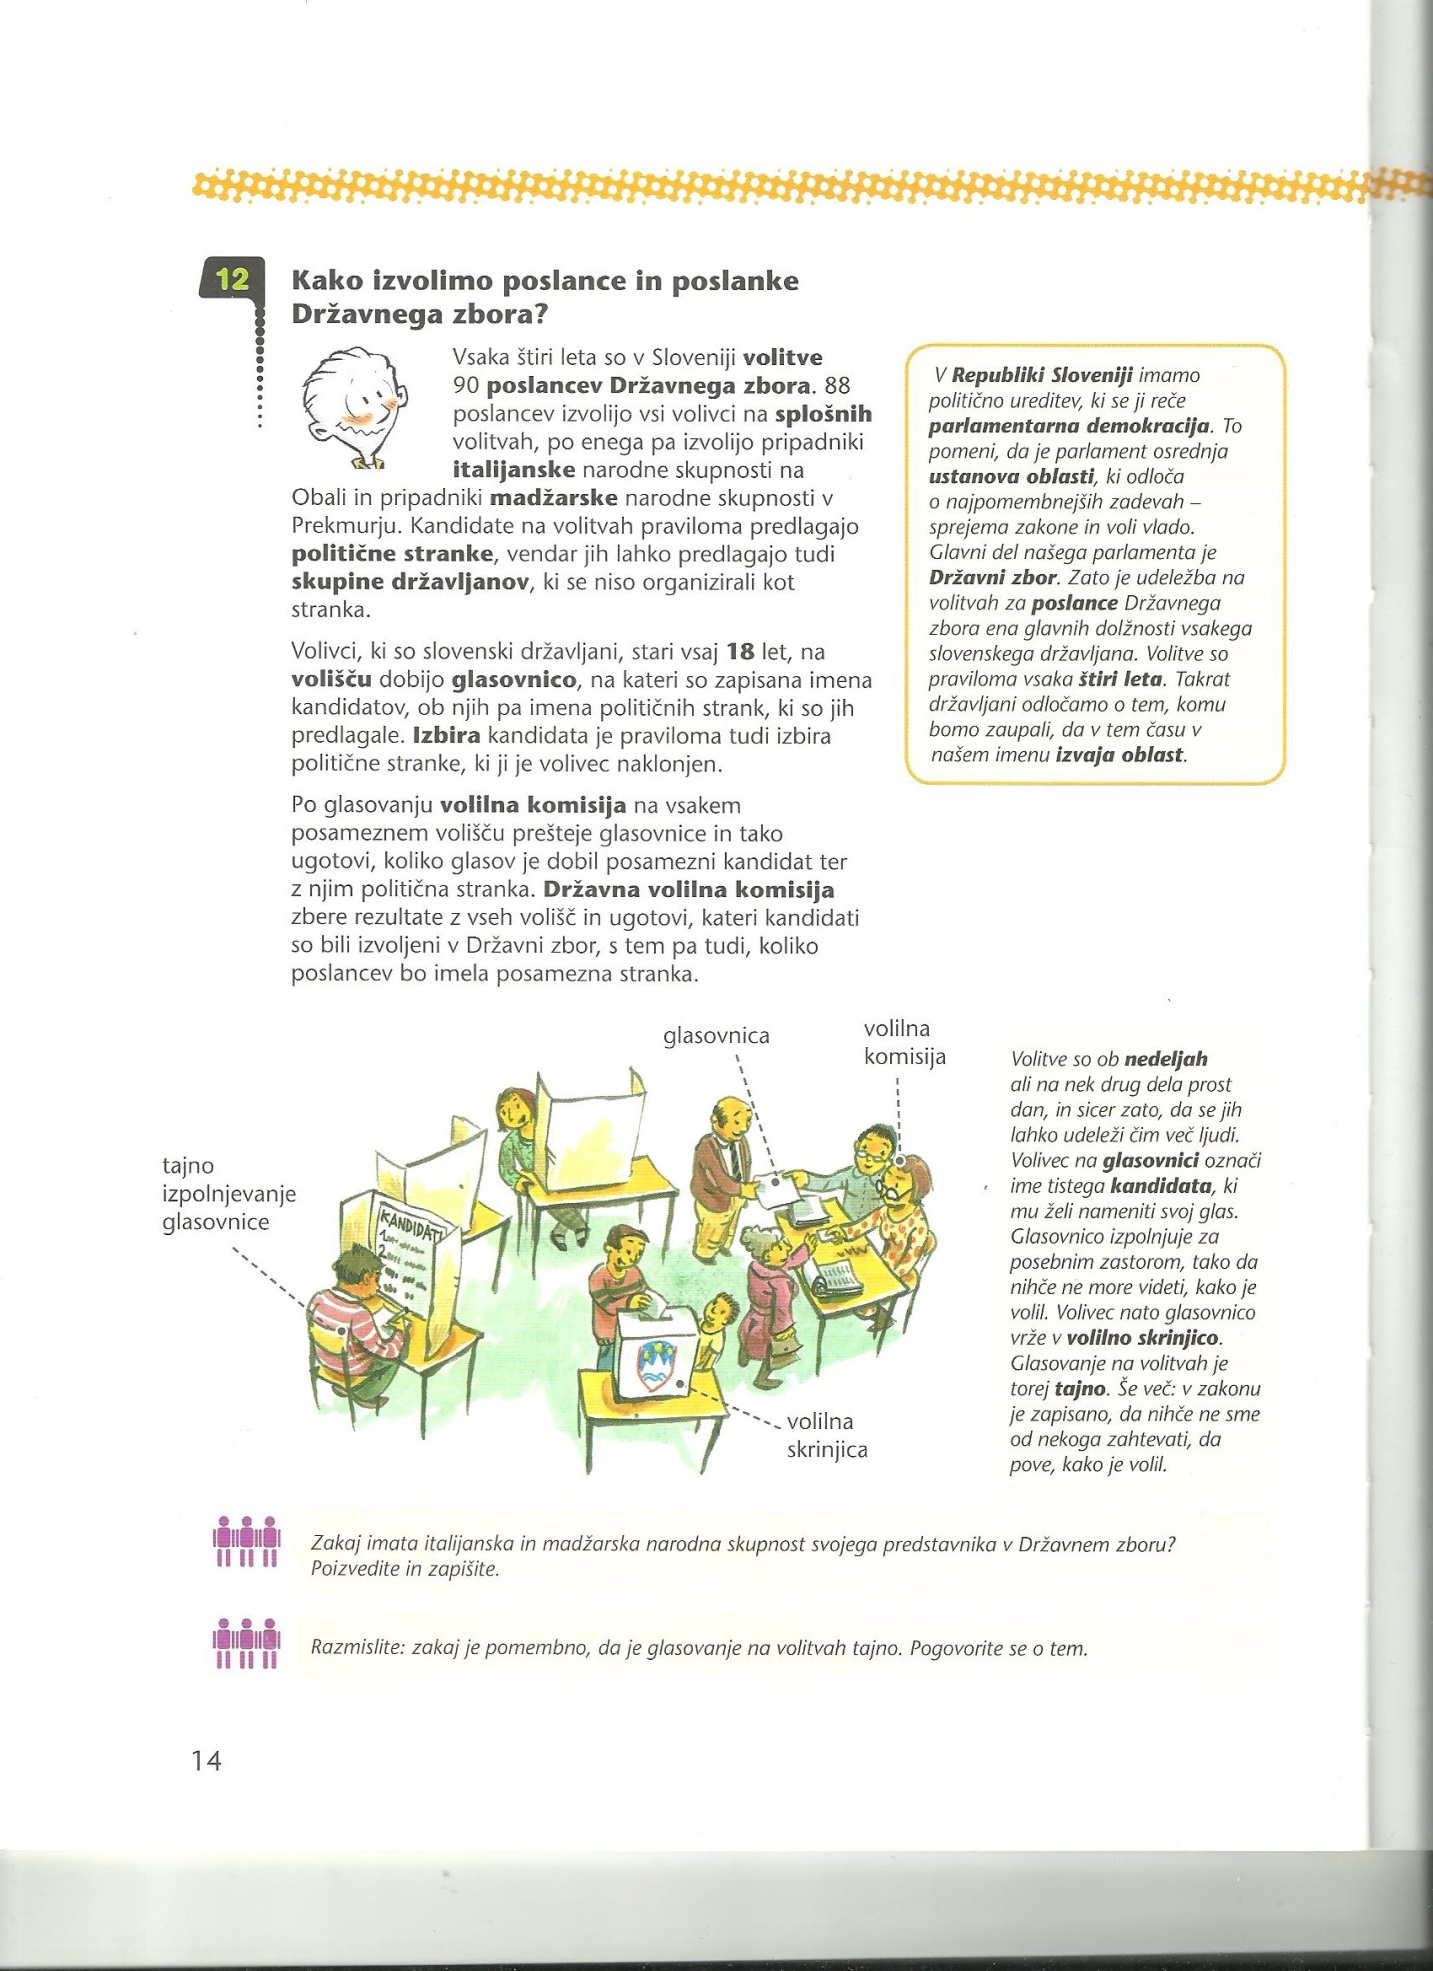 12
Kako izvolimo poslance in poslanke
Državnega zbora?
Vsaka štiri leta so v Sloveniji volitve
90 poslancev Državnega zbora. 88
poslancev izvolijo vsi volivci na splošnih
volitvah, po enega pa izvolijo pripadniki
italijanske narodne skupnosti na
Obali in pripadniki madžarske narodne skupnosti v
Prekmurju. Kandidate na volitvah praviloma predlagajo
politične stranke, vendar jih lahko predlagajo tudi
skupine državljanov, ki se niso organizirali kot
stranka.
Volivci, ki so slovenski državljani, stari vsaj 18 let, na
volišču dobijo glasovnico, na kateri so zapisana imena
kandidatov, ob njih pa imena političnih strank, ki so jih
predlagale. Izbira kandidata je praviloma tudi izbira
politične stranke, ki ji je volivec naklonjen.
Po glasovanju volilna komisija na vsakem
posameznem volišču prešteje glasovnice in tako
ugotovi, koliko glasov je dobil posamezni kandidat ter
z njim politična stranka. Državna volilna komisija
zbere rezultate z vseh volišč in ugotovi, kateri kandidati
so bili izvoljeni v Državni zbor, s tem pa tudi, koliko
poslancev bo imela posamezna stranka.
V Republiki Sloveniji imamo
politično ureditev, ki se ji reče
parlamentarna demokracija. To
pomeni, da je parlament osrednja
ustanova oblasti, ki odloča
o najpomembnejših zadevah –
sprejema zakone in voli vlado.
Glavni del našega parlamenta je
Državni zbor. Zato je udeležba na
volitvah za poslance Državnega
zbora ena glavnih dolžnosti vsakega
slovenskega državljana. Volitve so
praviloma vsaka štiri leta. Takrat
državljani odločamo o tem, komu
bomo zaupali, da v tem času v
našem imenu izvaja oblast.
glasovnica
volilna
komisija
tajno
izpolnjevanje
glasovnice
KANDIDATI
1.
2.
volilna
skrinjica
Volitve so ob nedeljah
ali na nek drug dela prost
dan, in sicer zato, da se jih
lahko udeleži čim več ljudi.
Volivec na glasovnici označi
ime tistega kandidata, ki
mu želi nameniti svoj glas.
Glasovnico izpolnjuje za
posebnim zastorom, tako da
nihče ne more videti, kako je
volil. Volivec nato glasovnico
vrže v volilno skrinjico.
Glasovanje na volitvah je
torej tajno. Še več: v zakonu
je zapisano, da nihče ne sme
od nekoga zahtevati, da
pove, kako je volil.
Zakaj imata italijanska in madžarska narodna skupnost svojega predstavnika v Državnem zboru?
Poizvedite in zapišite.
Razmislite: zakaj je pomembno, da je glasovanje na volitvah tajno. Pogovorite se o tem.
14